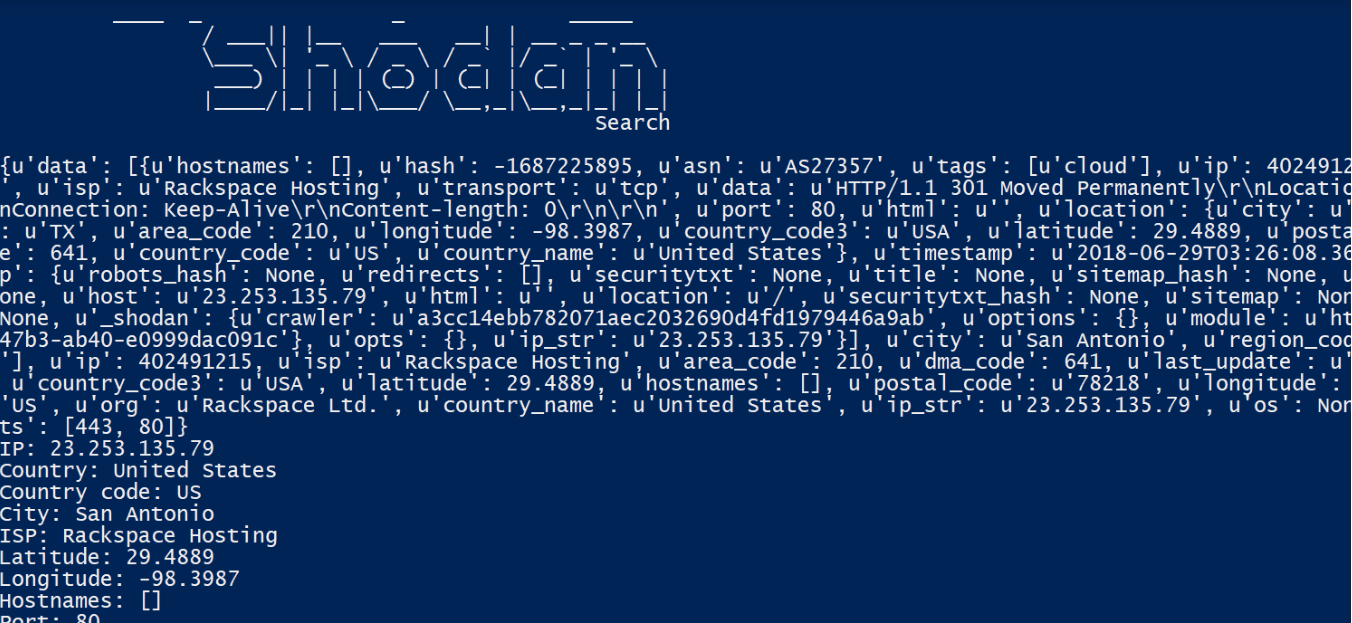 Shodan
Search
{u'data': [{u'hostnames': [], u'hash': -1687225895, u'asn': u'AS27357', u'tags': [u'cloud'], u'ip': 4024912
', u'isp': u'Rackspace Hosting', u'transport': u'tcp', u'data': u'HTTP/1.1 301 Moved Permanently\r\nLocatio
nConnection: Keep-Alive\r\nContent-length: 0\r\n\r\n', u'port': 80, u'html': u'', u'location': {u'city': u'
: u'TX', u'area_code': 210, u'longitude': -98.3987, u'country_code3': u'USA', u'latitude': 29.4889, u'posta
e': 641, u'country_code': u'US', u'country_name': u'United States'}, u'timestamp': u'2018-06-29T03:26:08.36
p': {u'robots_hash': None, u'redirects': [], u'securitytxt': None, u'title': None, u'sitemap_hash': None, u
one, u'host': u'23.253.135.79', u'html': u'', u'location': u'/', u'securitytxt_hash': None, u'sitemap': Non
None, u'_shodan': {u'crawler': u'a3cc14ebb782071aec2032690d4fd1979446a9ab', u'options': {}, u'module': u'ht
47b3-ab40-e0999dac091c'}, u'opts': {}, u'ip_str': u'23.253.135.79'}], u'city': u'San Antonio', u'region_cod
'], u'ip': 402491215, u'isp': u'Rackspace Hosting', u'area_code': 210, u'dma_code': 641, u'last_update': u'
 u'country_code3': u'USA', u'latitude': 29.4889, u'hostnames': [], u'postal_code': u'78218', u'longitude':
'US', u'org': u'Rackspace Ltd.', u'country_name': u'United States', u'ip_str': u'23.253.135.79', u'os': Non
ts': [443, 80]}
IP: 23.253.135.79
Country: United States
Country code: US
City: San Antonio
ISP: Rackspace Hosting
Latitude: 29.4889
Longitude: -98.3987
Hostnames: []
Port: 80